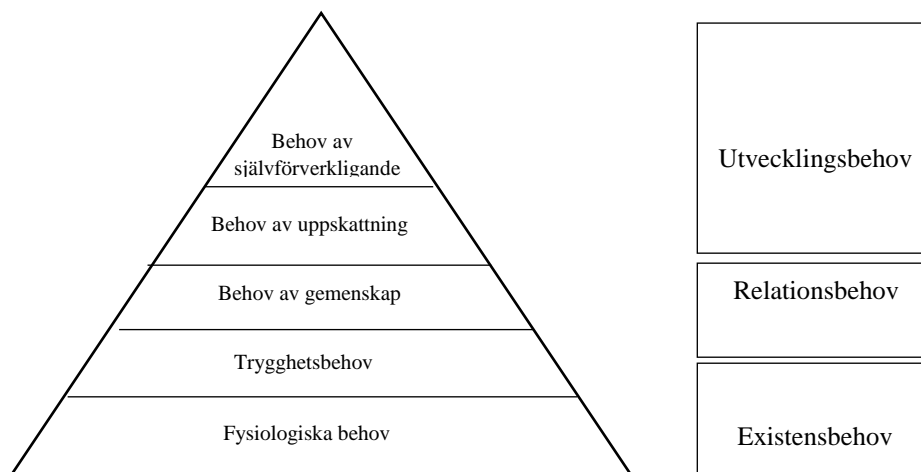 Behov av
självförverkligande
Behov av uppskattning
Behov av gemenskap
Trygghetsbehov
Fysiologiska behov
Utvecklingsbehov
Relationsbehov
Existensbehov